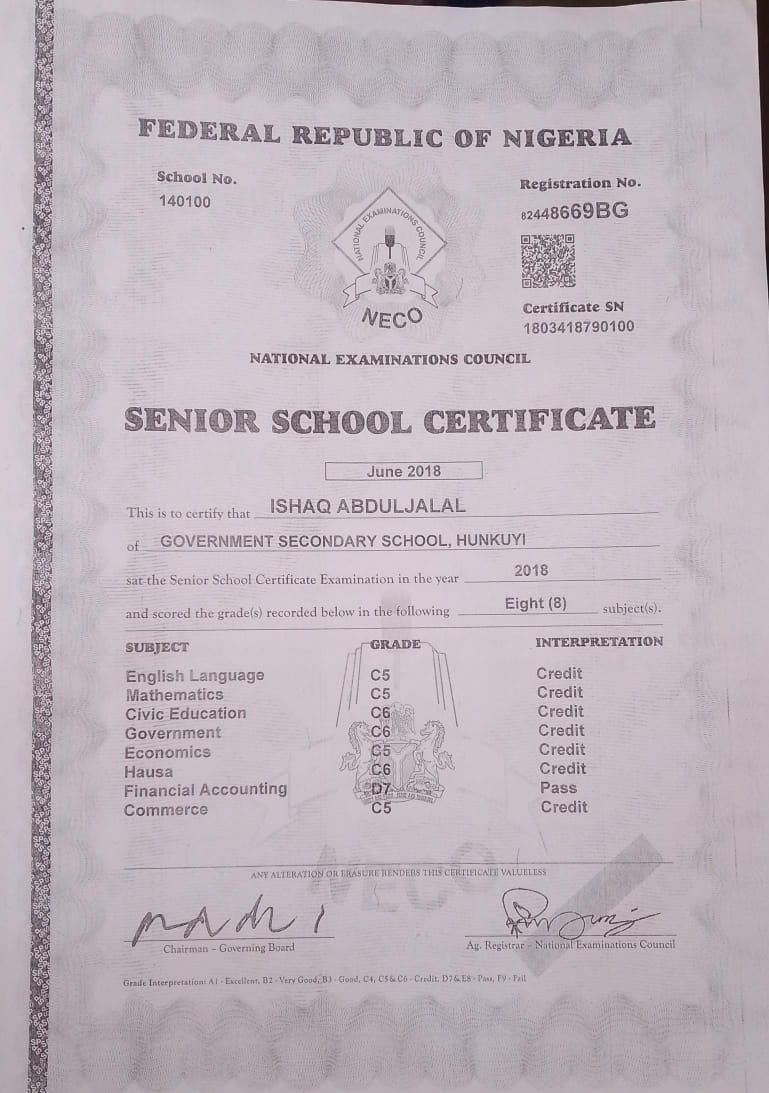 FEDERAL REPUBLIC OF NIGERIA
School No.
140100
Registration No.
82448669BG
NATIONAL EXAMINATIONS COUNCIL
NECO
Certificate SN
1803418790100
NATIONAL EXAMINATIONS COUNCIL
SENIOR SCHOOL CERTIFICATE
June 2018
This is to certify that ISHAQ ABDULJALAL
of GOVERNMENT SECONDARY SCHOOL, HUNKUYI
sat the Senior School Certificate Examination in the year 2018
and scored the grade(s) recorded below in the following Eight (8) subject(s).
SUBJECT GRADE INTERPRETATION
English Language C5 Credit
Mathematics C5 Credit
Civic Education C6 Credit
Government C6 Credit
Economics C5 Credit
Hausa C6 Credit
Financial Accounting D7 Pass
Commerce C5 Credit
NECO
ANY ALTERATION OR ERASURE RENDERS THIS CERTIFICATE VALUELESS
Chairman – Governing Board
Ag. Registrar – National Examinations Council
Grade Interpretation: A1 - Excellent, B2 - Very Good, B3 - Good, C4, C5 & C6 - Credit, D7 & E8 - Pass, F9 - Fail